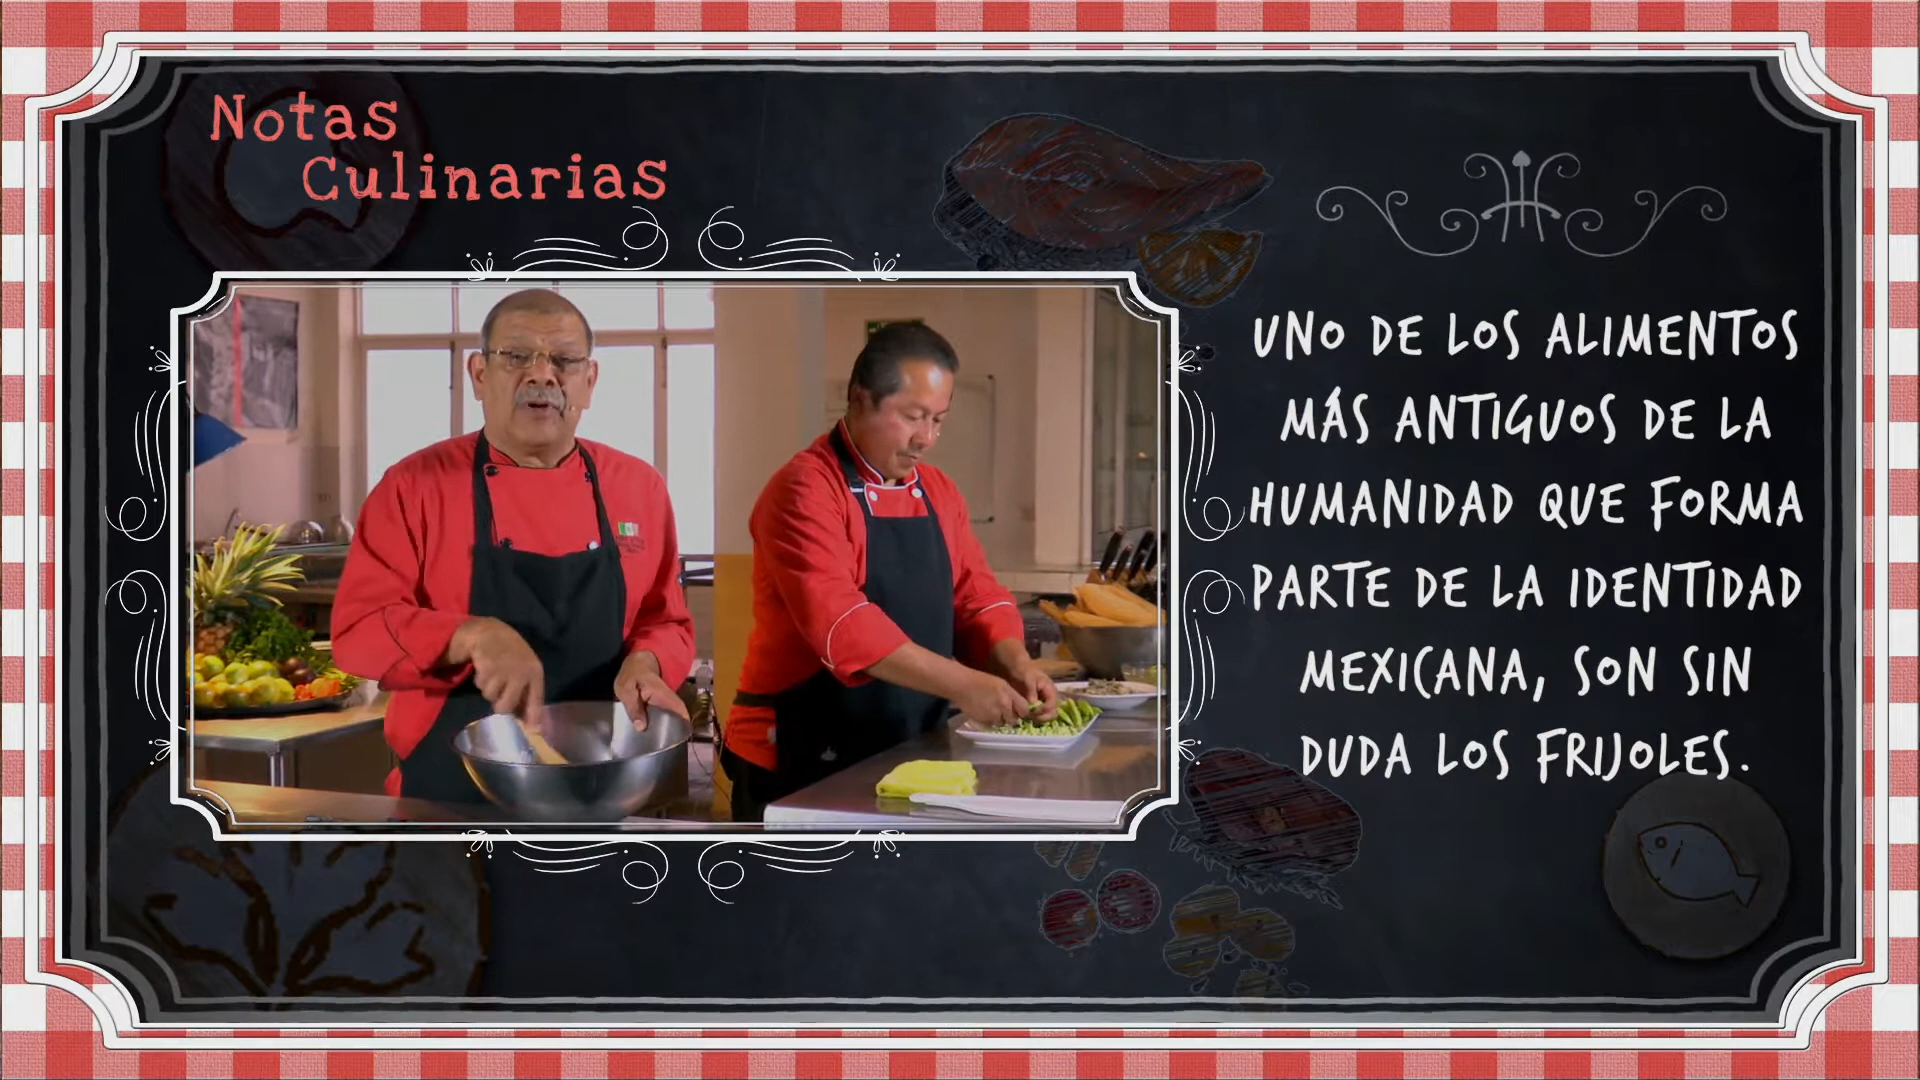 Notas
Culinarias
UNO DE LOS ALIMENTOS
MÁS ANTIGUOS DE LA
HUMANIDAD QUE FORMA
PARTE DE LA IDENTIDAD
MEXICANA, SON SIN
DUDA LOS FRIJOLES.